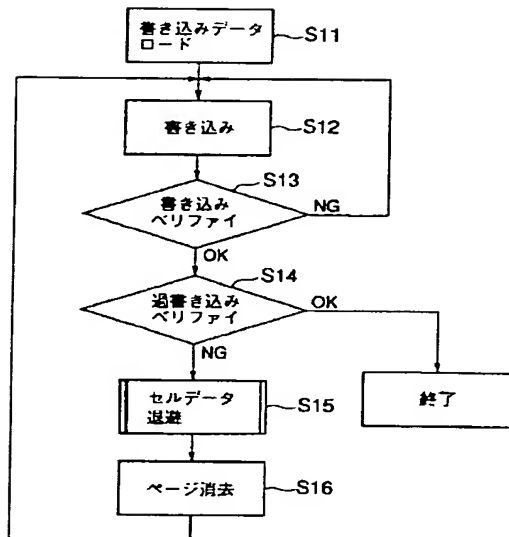 書き込みデータ
ロード
S11
書き込み
S12
S13
書き込み
ベリファイ
NG
OK
S14
過書き込み
ベリファイ
OK
NG
セルデータ
退避
S15
終了
ページ消去
S16